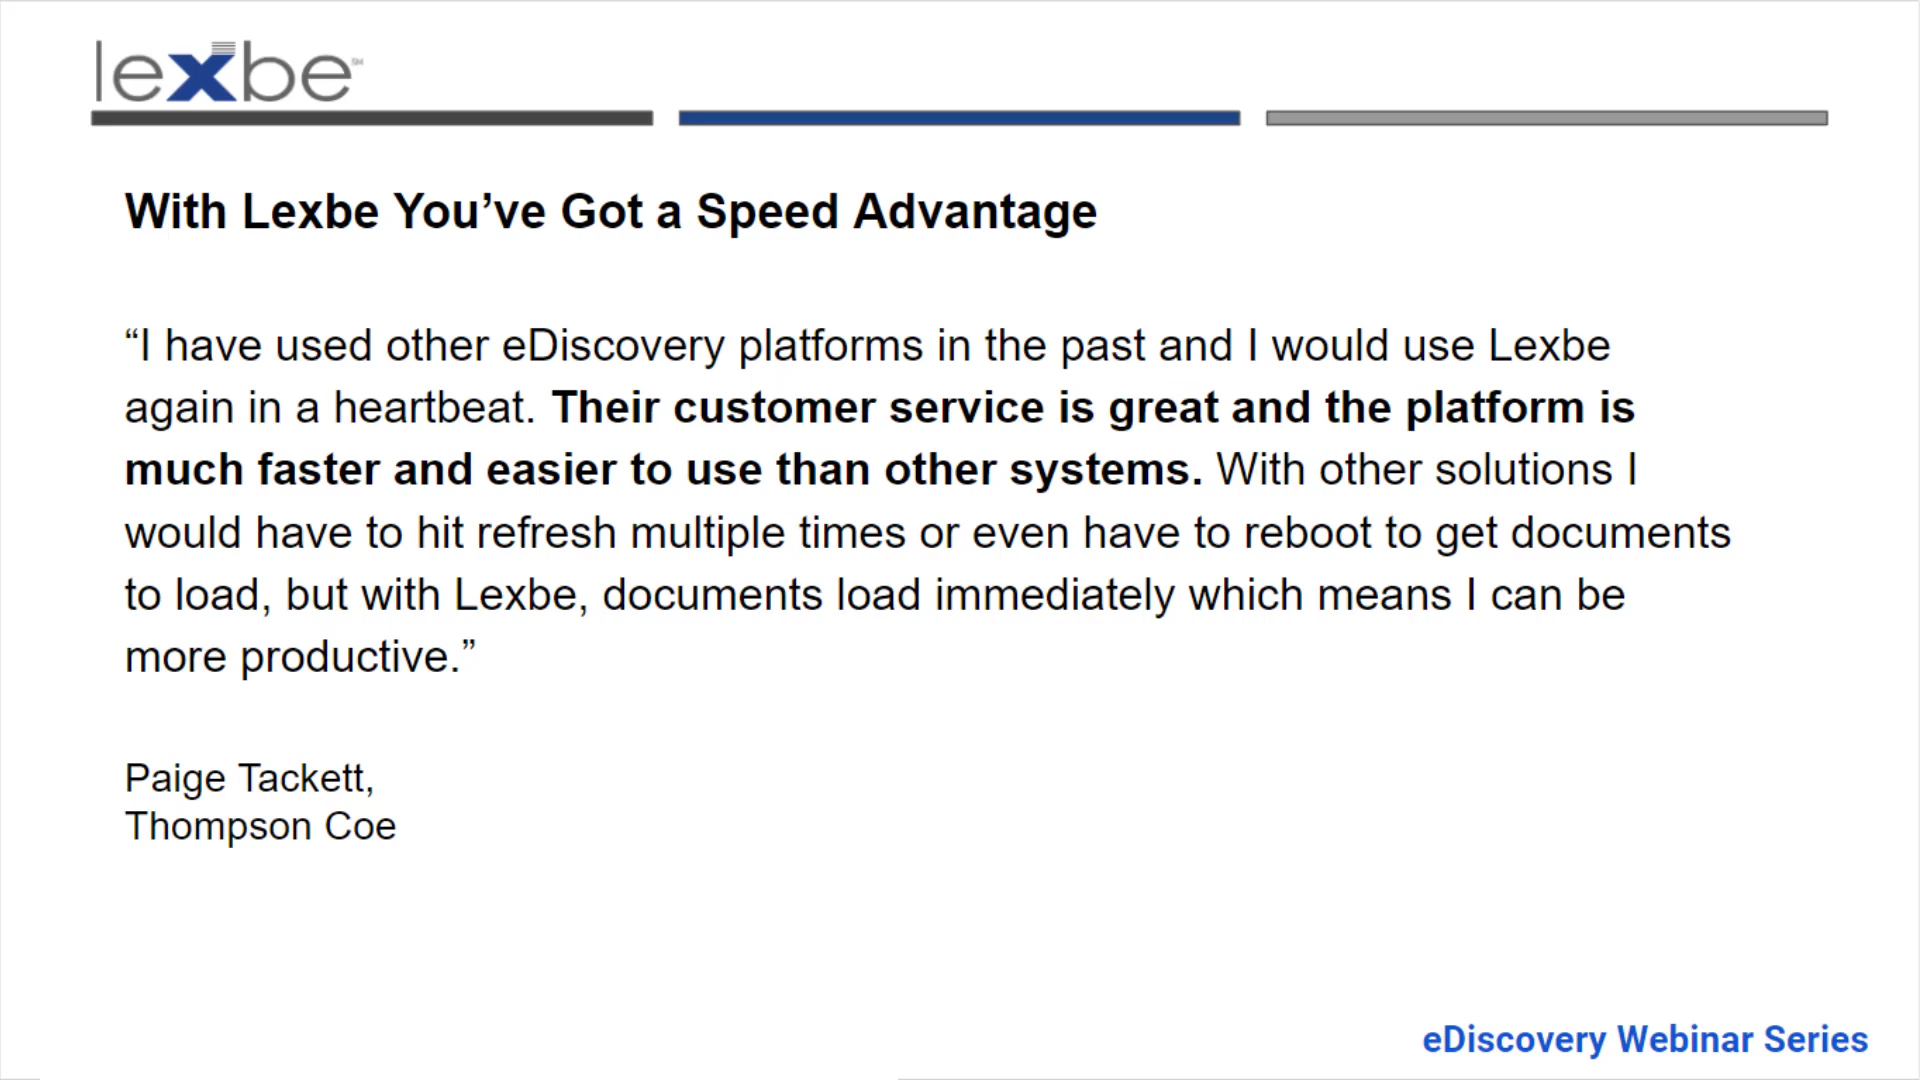 lexbe SM
With Lexbe You’ve Got a Speed Advantage
“I have used other eDiscovery platforms in the past and I would use Lexbe
again in a heartbeat. Their customer service is great and the platform is
much faster and easier to use than other systems. With other solutions I
would have to hit refresh multiple times or even have to reboot to get documents
to load, but with Lexbe, documents load immediately which means I can be
more productive.”
Paige Tackett,
Thompson Coe
eDiscovery Webinar Series